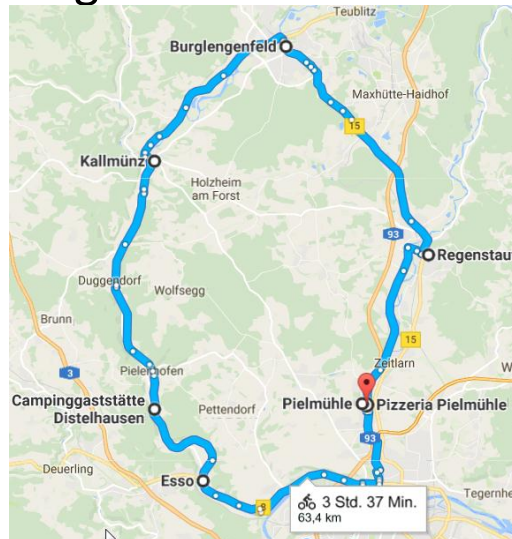 Teublitz
Burglengenfeld
Maxhütte-Haidhof
15
Kallmünz
Holzheim
am Forst
93
Regenstauf
Duggendorf
Wolfsegg
Brunn
15
3
Pielenhofen
Zeitlarn
Campinggaststätte
Distelhausen
Pettendorf
Pielmühle
Pizzeria Pielmühle
93
Deuerling
Esso
8
3 Std. 37 Min.
63,4 km
Tegernhe